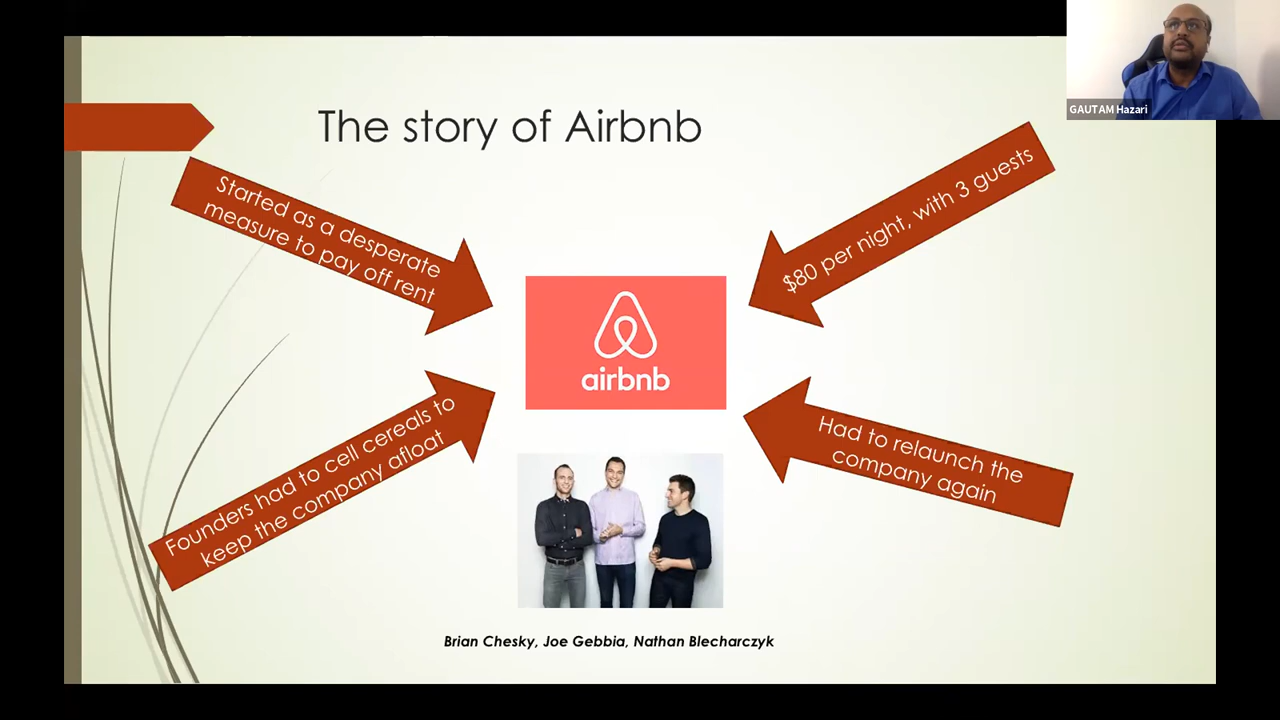 GAUTAM Hazari
The story of Airbnb
Started as a desperate
measure to pay off rent
$80 per night, with 3 guests
airbnb
Founders had to cell cereals to
keep the company afloat
Had to relaunch the
company again
Brian Chesky, Joe Gebbia, Nathan Blecharczyk